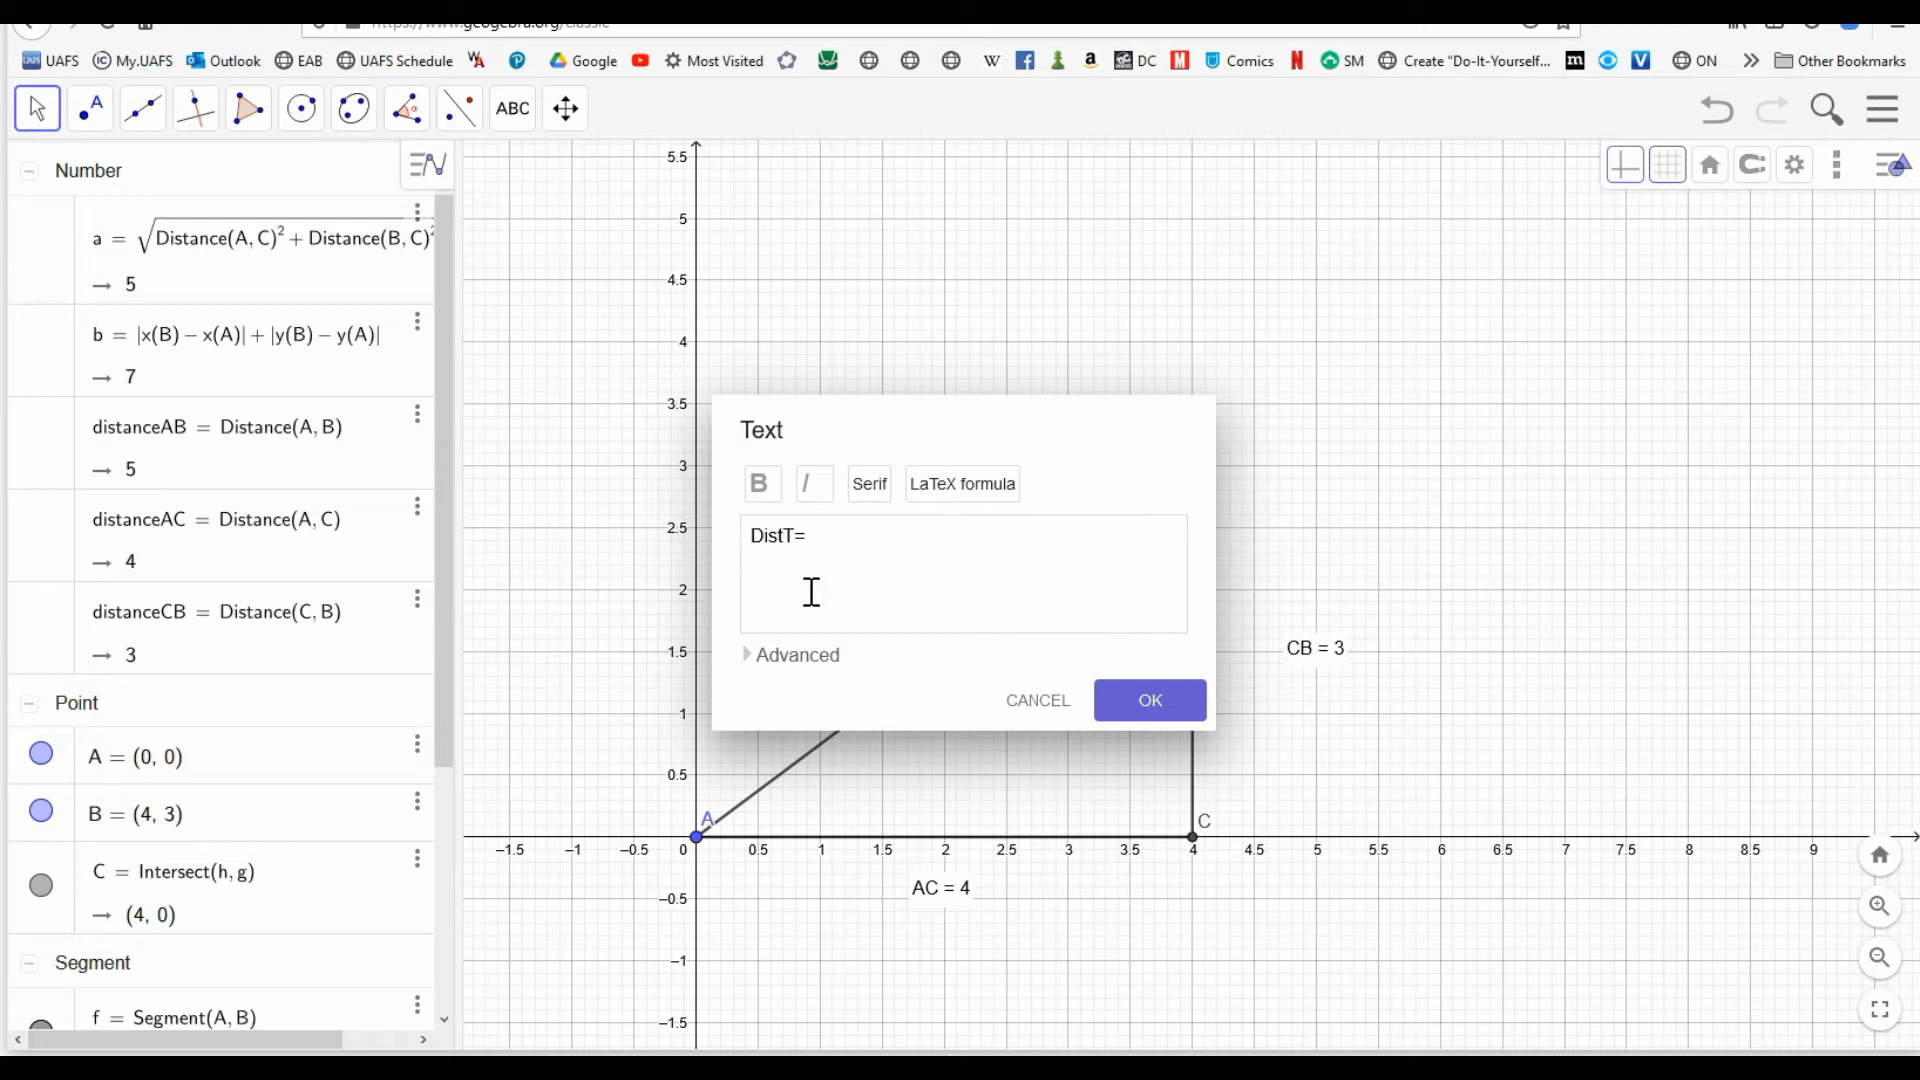 https://www.geogebra.org/classic
UAFS My.UAFS Outlook EAB UAFS Schedule Google Most Visited W DC Comics N SM Create "Do-It-Yourself... m V ON Other Bookmarks
A ABC
Number
a = √Distance(A, C)² + Distance(B, C)²
→ 5
b = |x(B) − x(A)| + |y(B) − y(A)|
→ 7
distanceAB = Distance(A, B)
→ 5
distanceAC = Distance(A, C)
→ 4
distanceCB = Distance(C, B)
→ 3
Point
A = (0, 0)
B = (4, 3)
C = Intersect(h, g)
→ (4, 0)
Segment
f = Segment(A, B)
5.5
5
4.5
4
3.5
3
2.5
2
1.5
1
0.5
−0.5
−1
−1.5
Text
B I Serif LaTeX formula
DistT=
Advanced
CANCEL OK
CB = 3
A C
−1.5 −1 −0.5 0 0.5 1 1.5 2 2.5 3 3.5 4 4.5 5 5.5 6 6.5 7 7.5 8 8.5 9
AC = 4